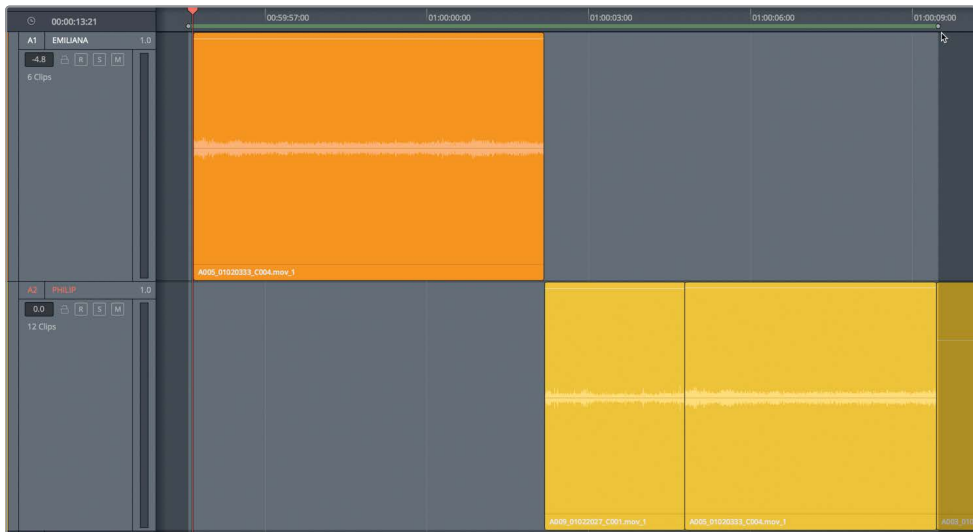 00:00:13:21
00:59:57:00
01:00:00:00
01:00:03:00
01:00:06:00
01:00:09:00
A1 EMILIANA 1.0
-4.8 R S M
6 Clips
A005_01020333_C004.mov_1
A2 PHILIP 1.0
0.0 R S M
12 Clips
A009_01022027_C001.mov_1
A005_01020333_C004.mov_1